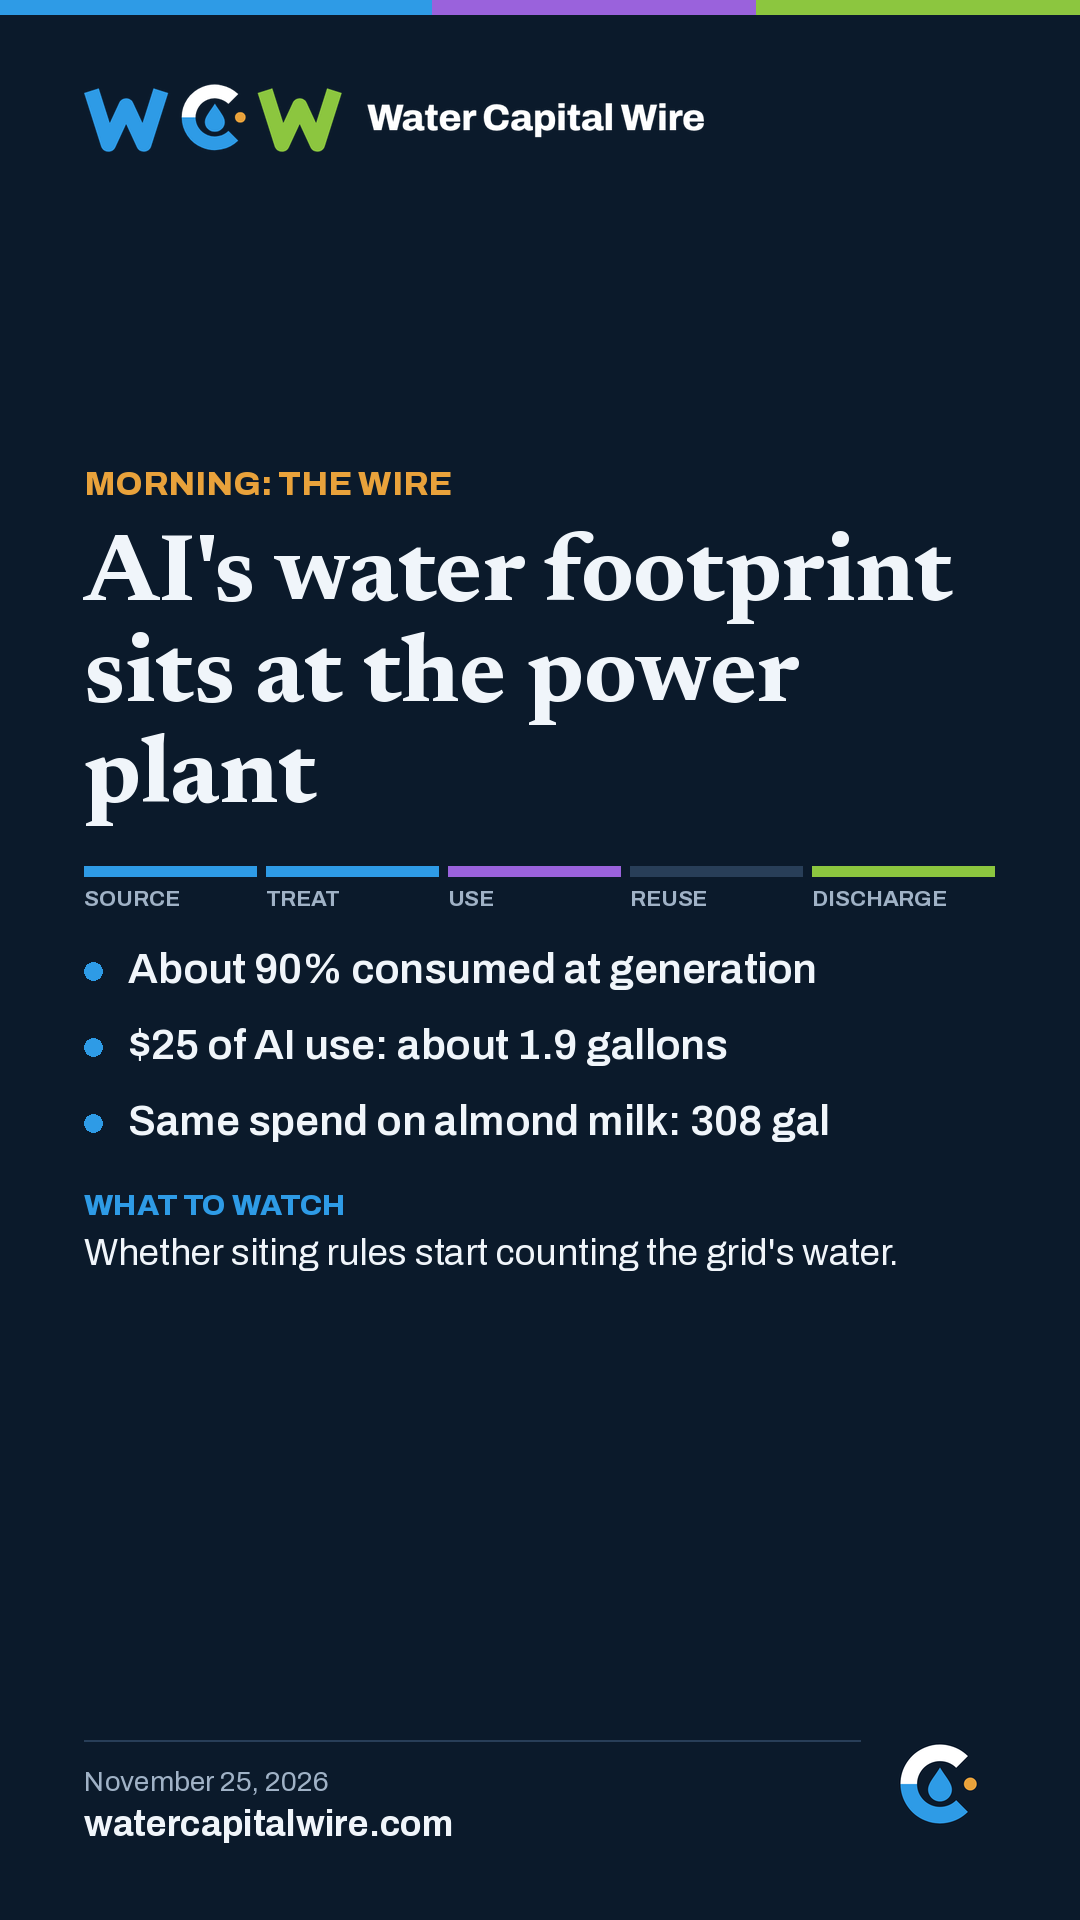 WCW Water Capital Wire
MORNING: THE WIRE
AI's water footprint
sits at the power
plant
SOURCE TREAT USE REUSE DISCHARGE
About 90% consumed at generation
$25 of AI use: about 1.9 gallons
Same spend on almond milk: 308 gal
WHAT TO WATCH
Whether siting rules start counting the grid's water.
November 25, 2026
watercapitalwire.com